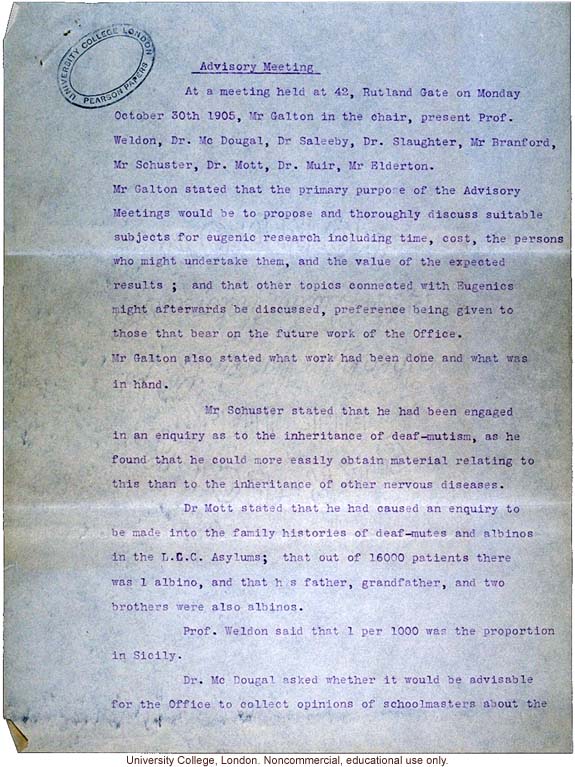 UNIVERSITY COLLEGE LONDON
PEARSON PAPERS
Advisory Meeting
At a meeting held at 42, Rutland Gate on Monday
October 30th 1905, Mr Galton in the chair, present Prof.
Weldon, Dr. Mc Dougal, Dr Saleeby, Dr. Slaughter, Mr Branford,
Mr Schuster, Dr. Mott, Dr. Muir, Mr Elderton.
Mr Galton stated that the primary purpose of the Advisory
Meetings would be to propose and thoroughly discuss suitable
subjects for eugenic research including time, cost, the persons
who might undertake them, and the value of the expected
results ; and that other topics connected with Eugenics
might afterwards be discussed, preference being given to
those that bear on the future work of the Office.
Mr Galton also stated what work had been done and what was
in hand.
Mr Schuster stated that he had been engaged
in an enquiry as to the inheritance of deaf-mutism, as he
found that he could more easily obtain material relating to
this than to the inheritance of other nervous diseases.
Dr Mott stated that he had caused an enquiry to
be made into the family histories of deaf-mutes and albinos
in the L.C.C. Asylums; that out of 16000 patients there
was 1 albino, and that h s father, grandfather, and two
brothers were also albinos.
Prof. Weldon said that 1 per 1000 was the proportion
in Sicily.
Dr. Mc Dougal asked whether it would be advisable
for the Office to collect opinions of schoolmasters about the
University College, London. Noncommercial, educational use only.